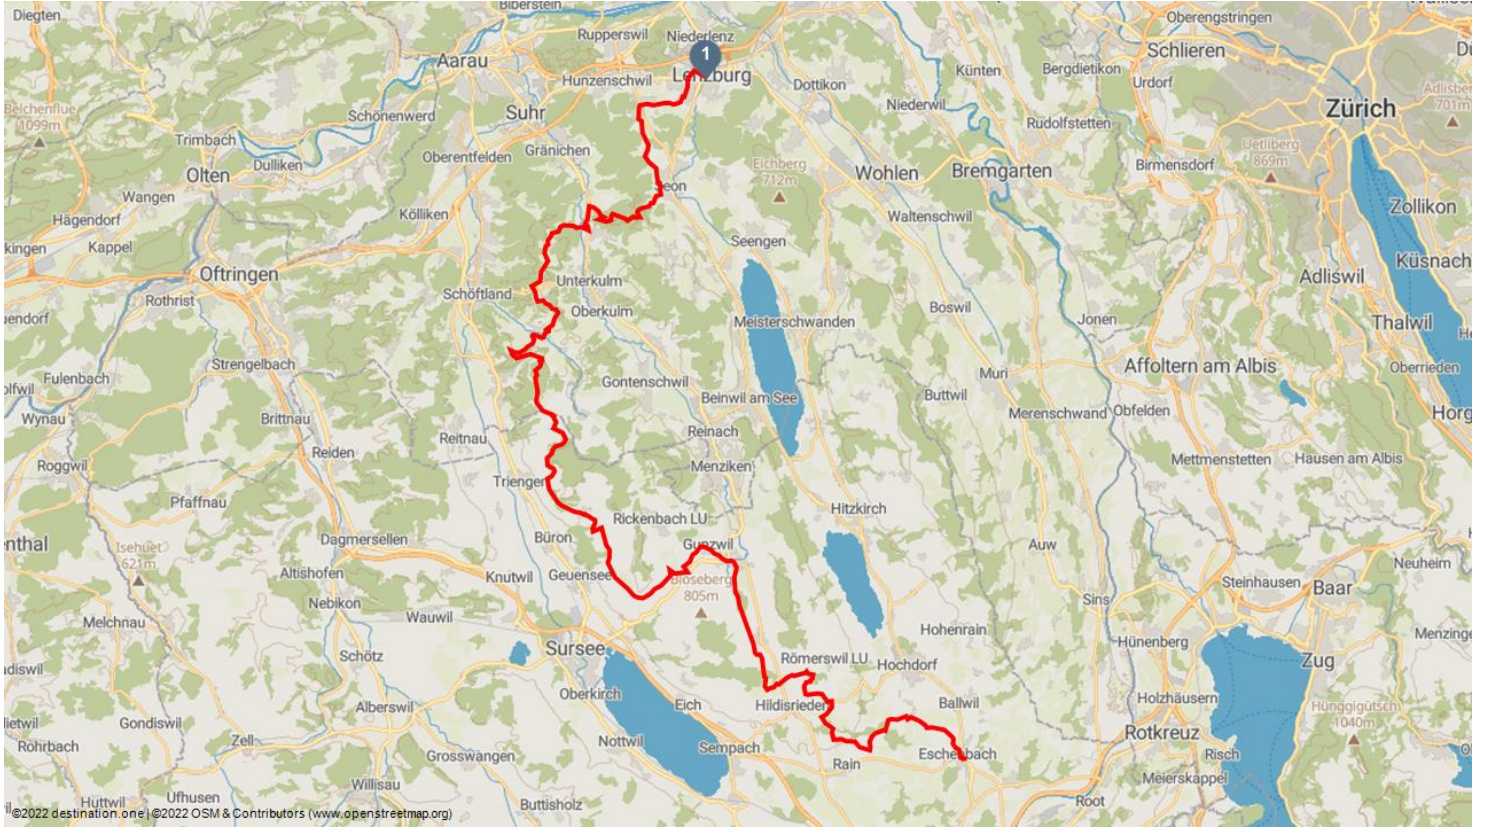 Diegten
Biberstein
Rupperswil
Niederlenz
Oberengstringen
Aarau
1
Schlieren
Lenzburg
Hunzenschwil
Dottikon
Künten
Bergdietikon
Urdorf
Belchenflue
1099m
Schönenwerd
Suhr
Niederwil
Rudolfstetten
Zürich
701m
Trimbach
Dulliken
Oberentfelden
Gränichen
Eichberg
712m
Wohlen
Bremgarten
Birmensdorf
Uetliberg
869m
Olten
Wangen
Seon
Zollikon
Hägendorf
Kölliken
Waltenschwil
Kappel
Seengen
Küsnach
Oftringen
Unterkulm
Adliswil
Rothrist
Schöftland
Oberkulm
Boswil
Jonen
Meisterschwanden
Thalwil
Strengelbach
Affoltern am Albis
Oberrieden
Fulenbach
Muri
Gontenschwil
Beinwil am See
Buttwil
Wynau
Brittnau
Merenschwand
Obfelden
Horg
Reitnau
Reinach
Roggwil
Reiden
Menziken
Mettmenstetten
Hausen am Albis
Triengen
Pfaffnau
Rickenbach LU
Hitzkirch
Dagmersellen
Büron
Gunzwil
Auw
Isehuet
621m
Altishofen
Knutwil
Geuensee
Blosenberg
805m
Steinhausen
Baar
Neuheim
Nebikon
Wauwil
Sins
Melchnau
Hohenrain
Hünenberg
Menzinge
Schötz
Sursee
Römerswil LU
Hochdorf
Zug
Oberkirch
Eich
Hildisrieden
Ballwil
Holzhäusern
Alberswil
Hünggigütsch
1040m
Gondiswil
Zell
Nottwil
Rohrbach
Grosswangen
Sempach
Rain
Eschenbach
Rotkreuz
Risch
Meierskappel
Willisau
Huttwil
Ufhusen
Buttisholz
Root
©2022 destination.one | ©2022 OSM & Contributors (www.openstreetmap.org)